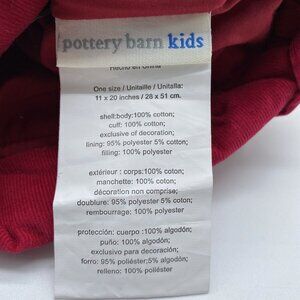 pottery barn kids
Hecho en China
One size / Unitaille / Unitalla:
11 x 20 inches / 28 x 51 cm.
shell:body:100% cotton;
cuff: 100% cotton;
exclusive of decoration;
lining: 95% polyester 5% cotton;
filling: 100% polyester
extérieur : corps:100% coton;
manchette: 100% coton;
décoration non comprise;
doublure: 95% polyester 5% coton;
rembourrage: 100% polyester
protección: cuerpo :100% algodón;
puño: 100% algodón;
exclusivo para decoración;
forro: 95% poliéster;5% algodón;
relleno: 100% poliéster